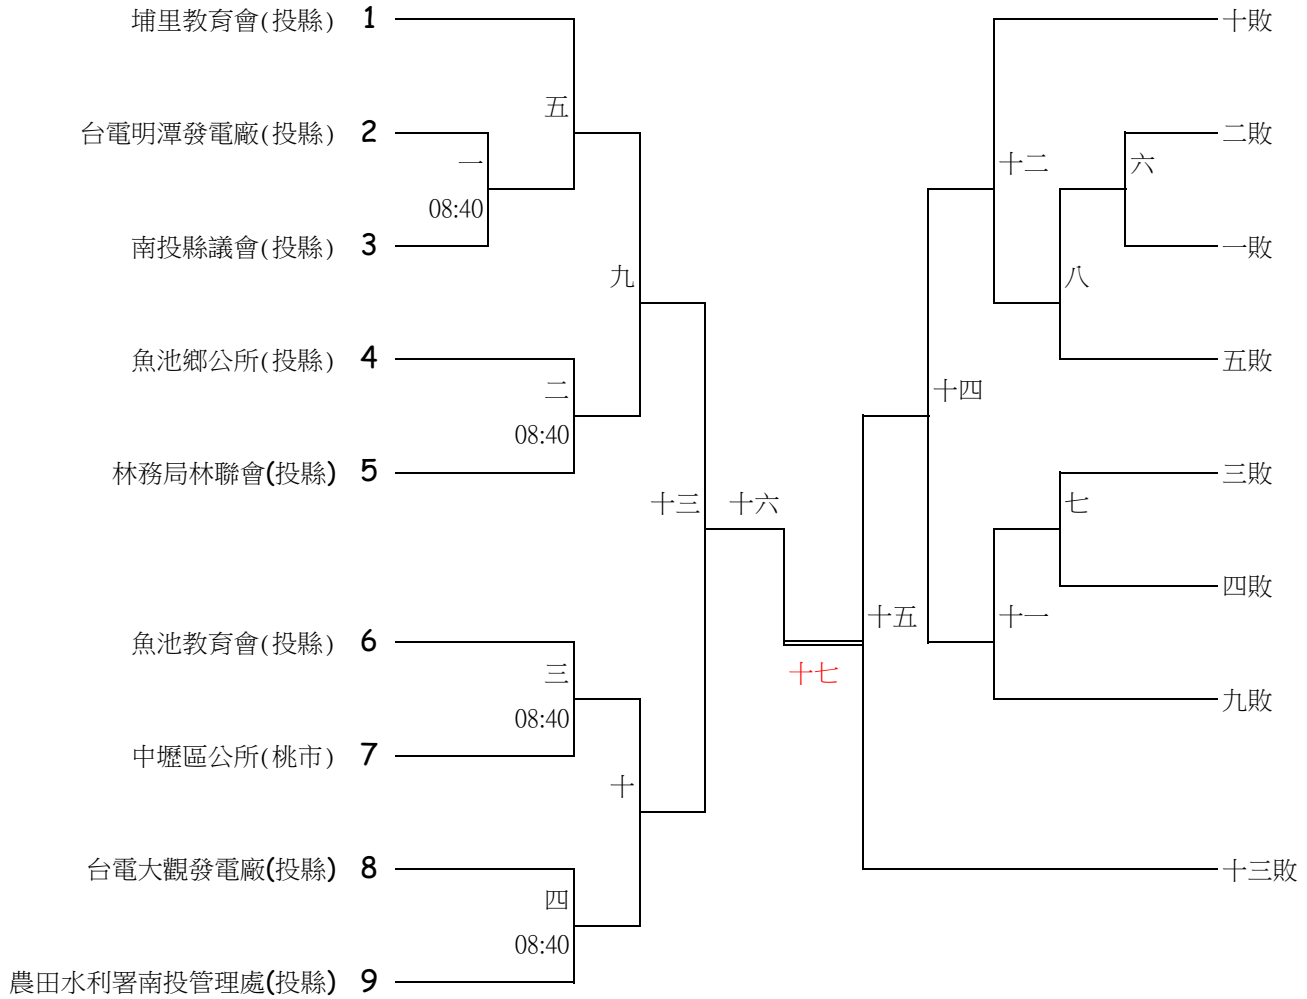 埔里教育會(投縣) 1
十敗
五
台電明潭發電廠(投縣) 2
二敗
一
十二
六
08:40
南投縣議會(投縣) 3
一敗
九
八
魚池鄉公所(投縣) 4
五敗
二
十四
08:40
林務局林聯會(投縣) 5
三敗
十三
十六
七
四敗
十五
十一
魚池教育會(投縣) 6
三
十七
九敗
08:40
中壢區公所(桃市) 7
十
台電大觀發電廠(投縣) 8
十三敗
四
08:40
農田水利署南投管理處(投縣) 9